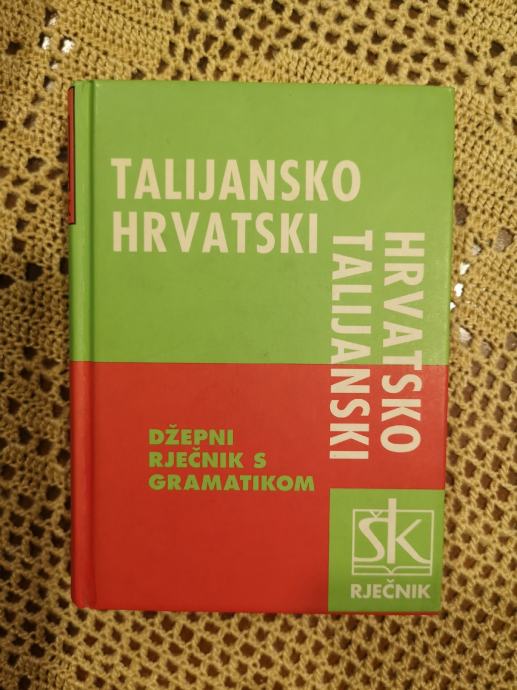 TALIJANSKO
HRVATSKI
HRVATSKO
TALIJANSKI
DŽEPNI
RJEČNIK S
GRAMATIKOM
ŠK
RJEČNIK